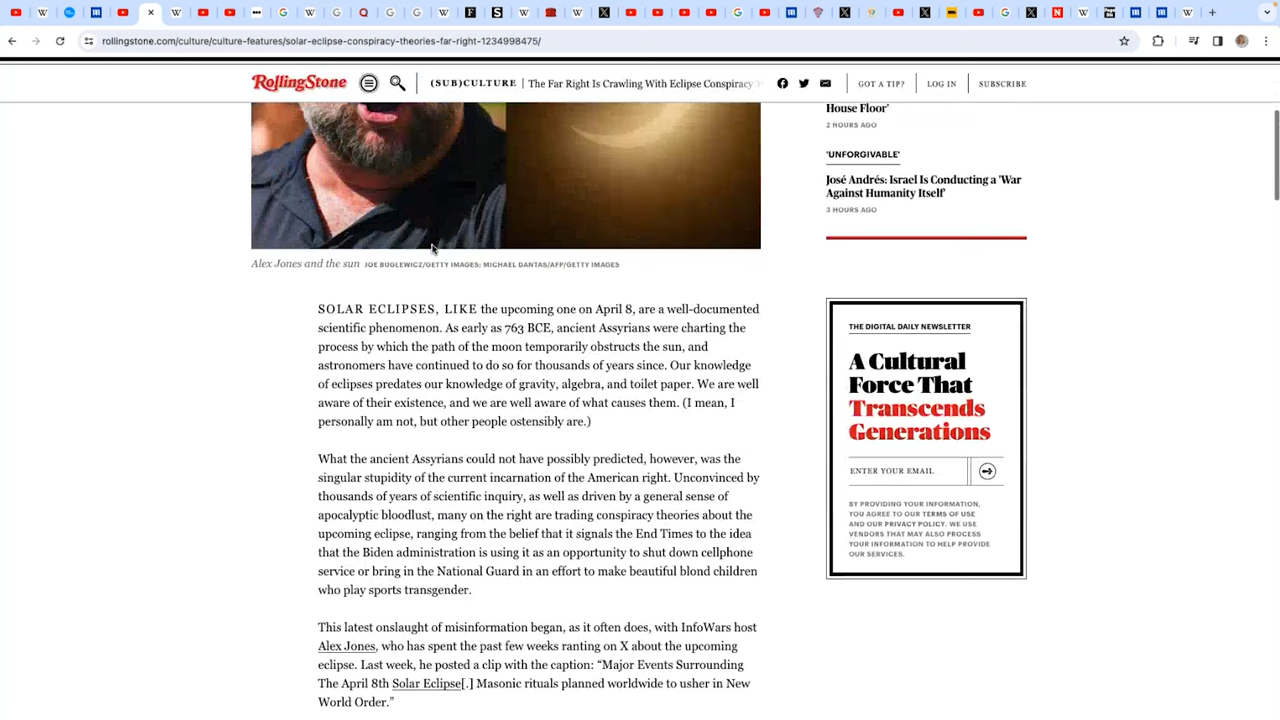 rollingstone.com/culture/culture-features/solar-eclipse-conspiracy-theories-far-right-1234998475/
RollingStone
(SUB)CULTURE | The Far Right Is Crawling With Eclipse Conspiracy
GOT A TIP?
LOG IN
SUBSCRIBE
House Floor'
2 HOURS AGO
'UNFORGIVABLE'
José Andrés: Israel Is Conducting a 'War
Against Humanity Itself'
3 HOURS AGO
Alex Jones and the sun JOE BUGLEWICZ/GETTY IMAGES; MICHAEL DANTAS/AFP/GETTY IMAGES
SOLAR ECLIPSES, LIKE the upcoming one on April 8, are a well-documented
scientific phenomenon. As early as 763 BCE, ancient Assyrians were charting the
process by which the path of the moon temporarily obstructs the sun, and
astronomers have continued to do so for thousands of years since. Our knowledge
of eclipses predates our knowledge of gravity, algebra, and toilet paper. We are well
aware of their existence, and we are well aware of what causes them. (I mean, I
personally am not, but other people ostensibly are.)
What the ancient Assyrians could not have possibly predicted, however, was the
singular stupidity of the current incarnation of the American right. Unconvinced by
thousands of years of scientific inquiry, as well as driven by a general sense of
apocalyptic bloodlust, many on the right are trading conspiracy theories about the
upcoming eclipse, ranging from the belief that it signals the End Times to the idea
that the Biden administration is using it as an opportunity to shut down cellphone
service or bring in the National Guard in an effort to make beautiful blond children
who play sports transgender.
This latest onslaught of misinformation began, as it often does, with InfoWars host
Alex Jones, who has spent the past few weeks ranting on X about the upcoming
eclipse. Last week, he posted a clip with the caption: “Major Events Surrounding
The April 8th Solar Eclipse[.] Masonic rituals planned worldwide to usher in New
World Order.”
THE DIGITAL DAILY NEWSLETTER
A Cultural
Force That
Transcends
Generations
ENTER YOUR EMAIL
BY PROVIDING YOUR INFORMATION,
YOU AGREE TO OUR TERMS OF USE
AND OUR PRIVACY POLICY. WE USE
VENDORS THAT MAY ALSO PROCESS
YOUR INFORMATION TO HELP PROVIDE
OUR SERVICES.